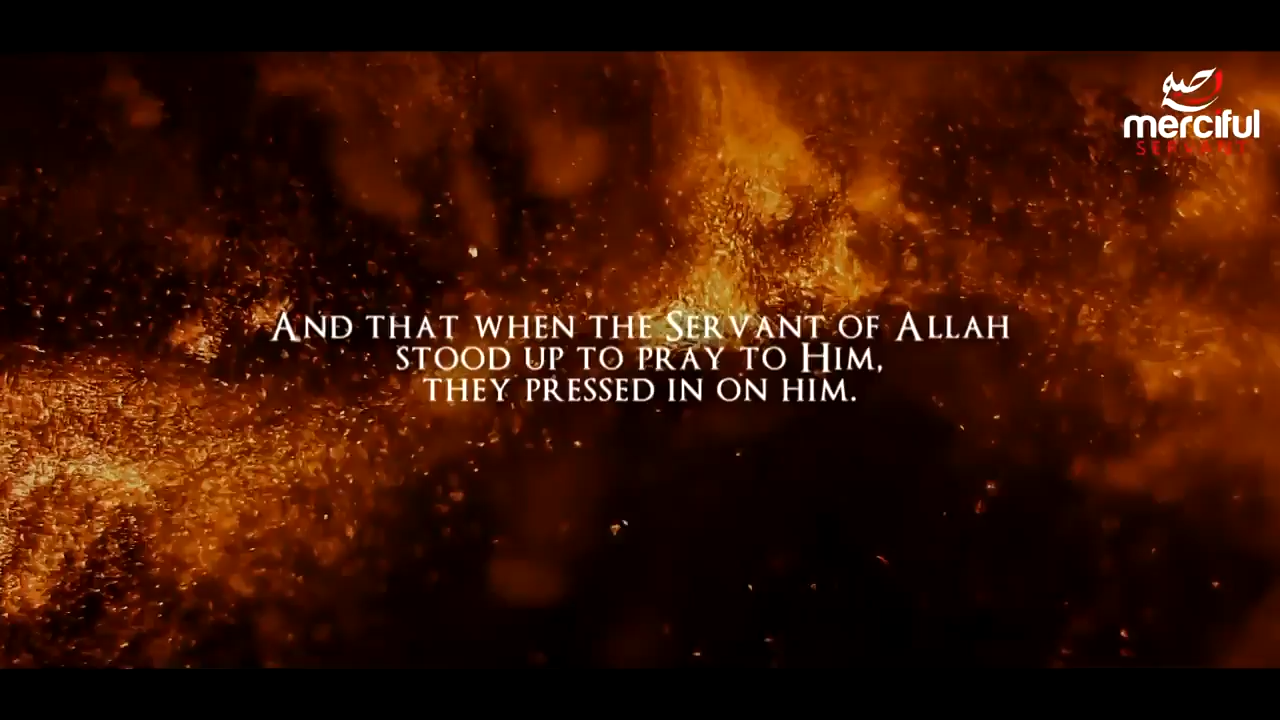 merciful
SERVANT
And that when the Servant of Allah
stood up to pray to Him,
they pressed in on him.